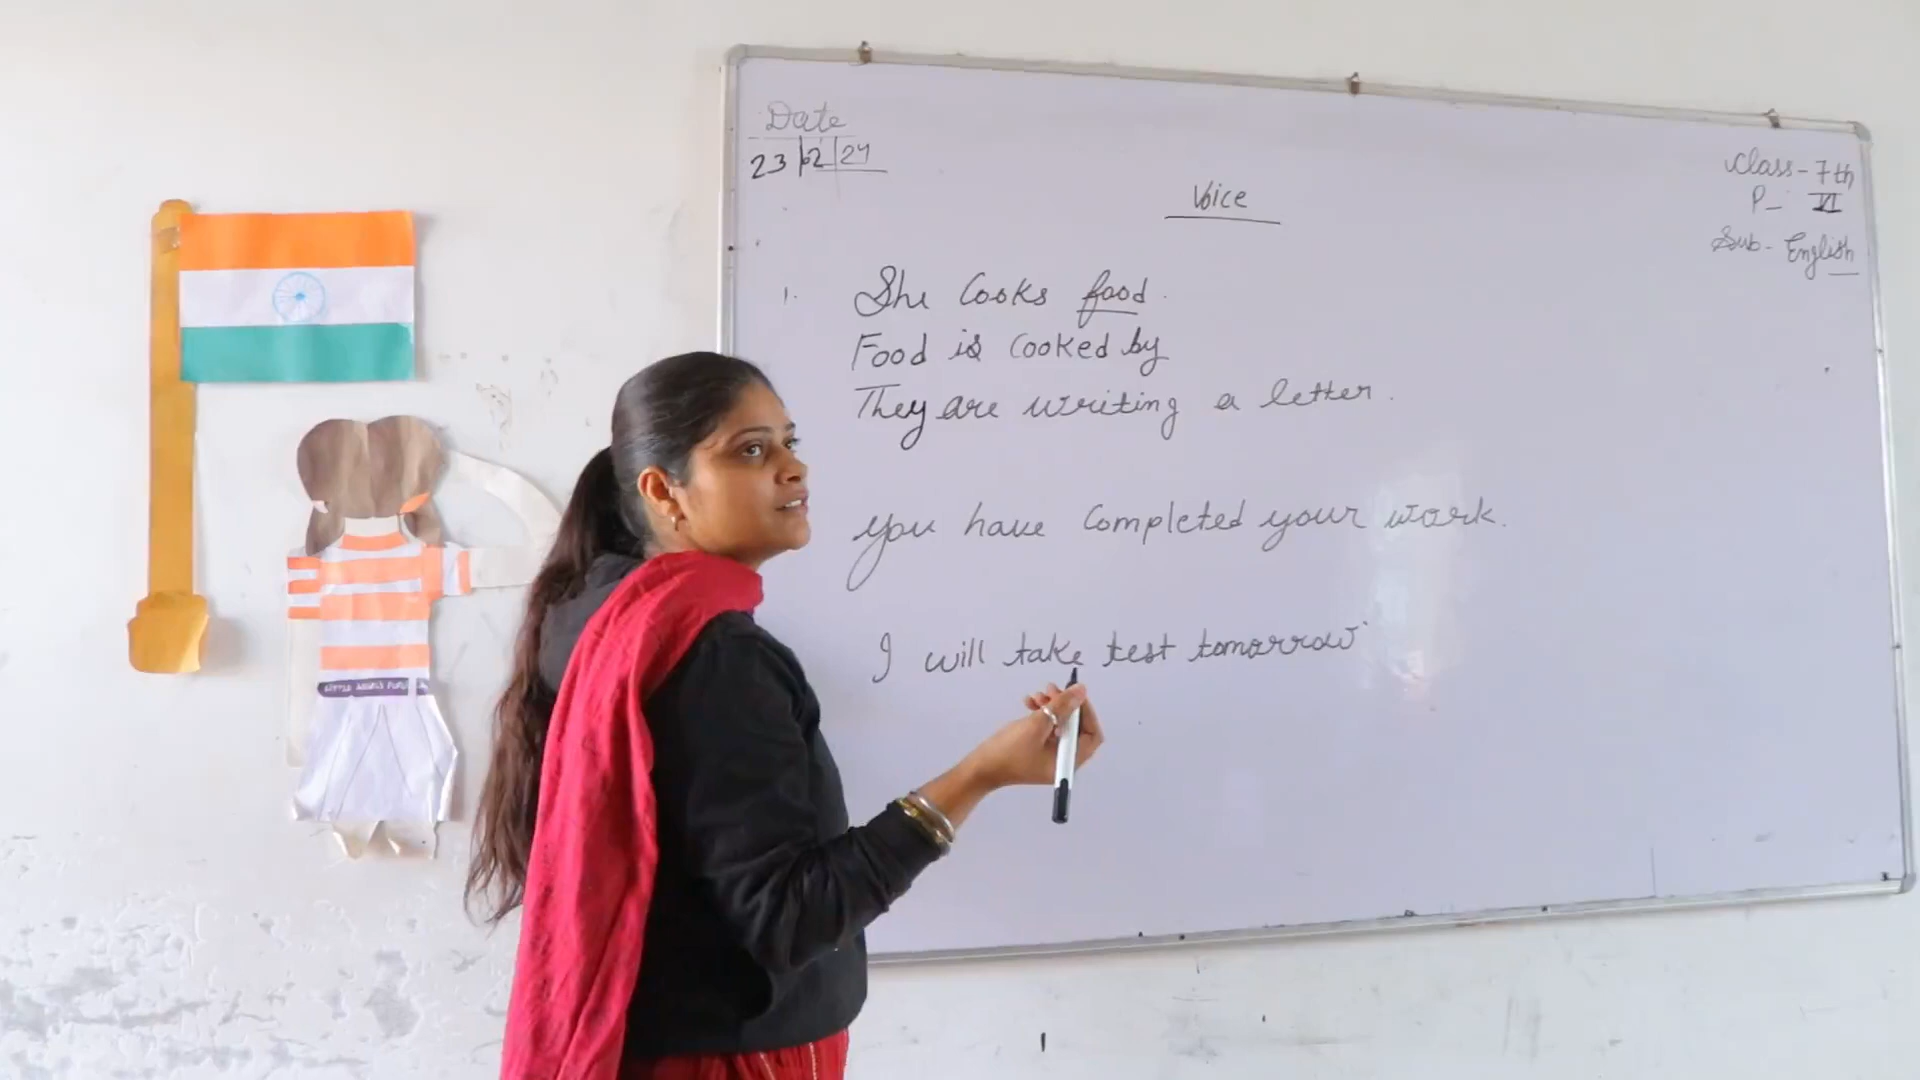 Date
23/02/24
Class - 7th
P - VI
Sub - English
Voice
1. She Cooks food.
Food is cooked by
They are writing a letter.
you have completed your work.
I will take test tomorrow